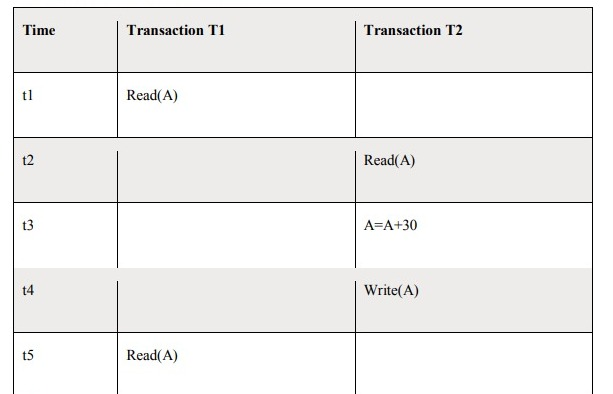 Time Transaction T1 Transaction T2
t1 Read(A)
t2 Read(A)
t3 A=A+30
t4 Write(A)
t5 Read(A)